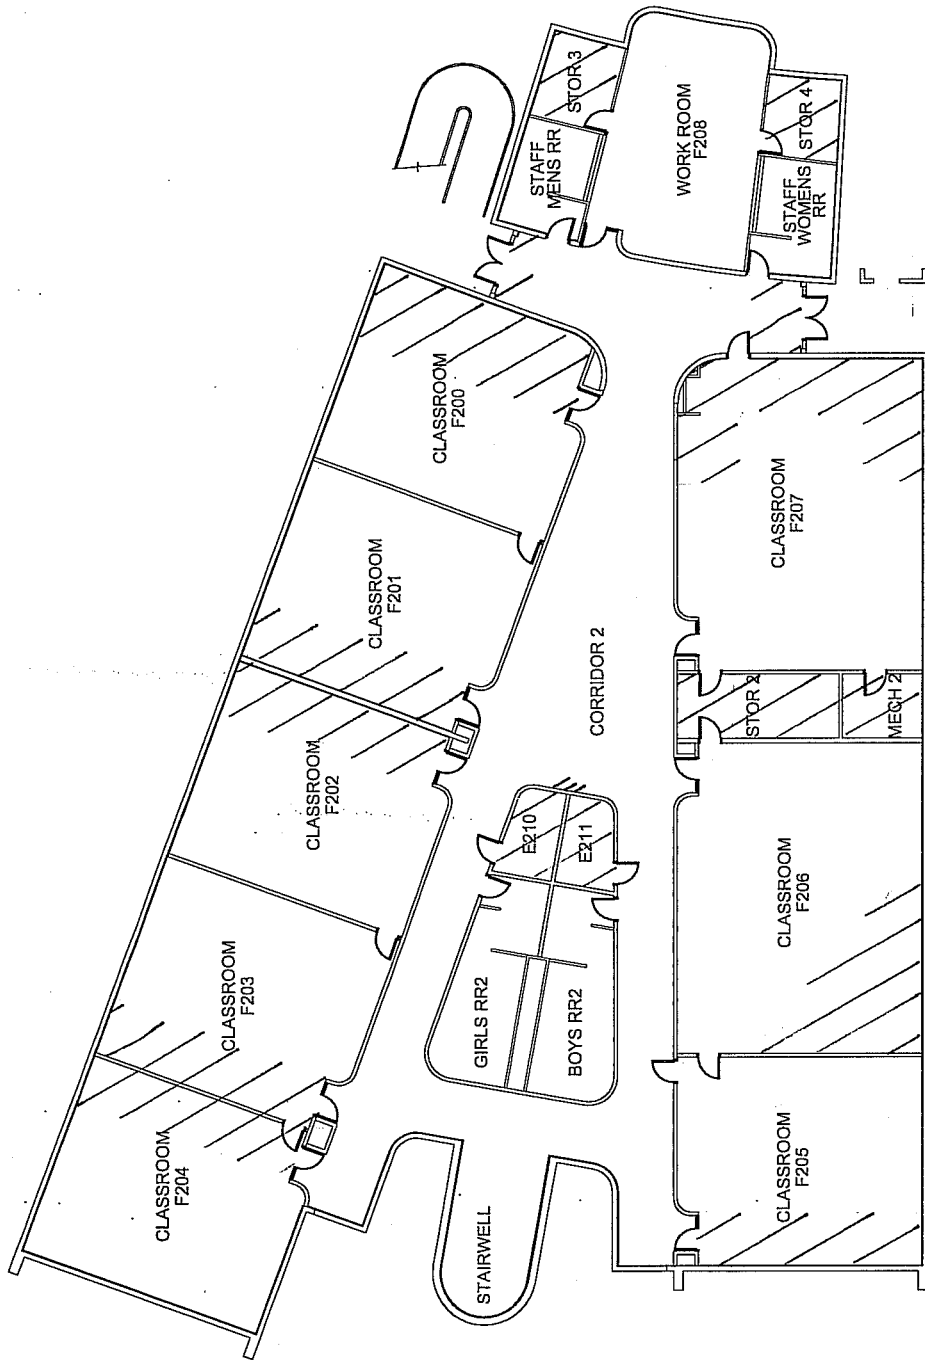 CLASSROOM
F204
CLASSROOM
F203
CLASSROOM
F202
CLASSROOM
F201
CLASSROOM
F200
STAFF
MENS RR
STOR 3
STAIRWELL
GIRLS RR2
BOYS RR2
E210
E211
CORRIDOR 2
WORK ROOM
F208
CLASSROOM
F205
CLASSROOM
F206
STOR 2
MECH 2
CLASSROOM
F207
STAFF
WOMENS
RR
STOR 4